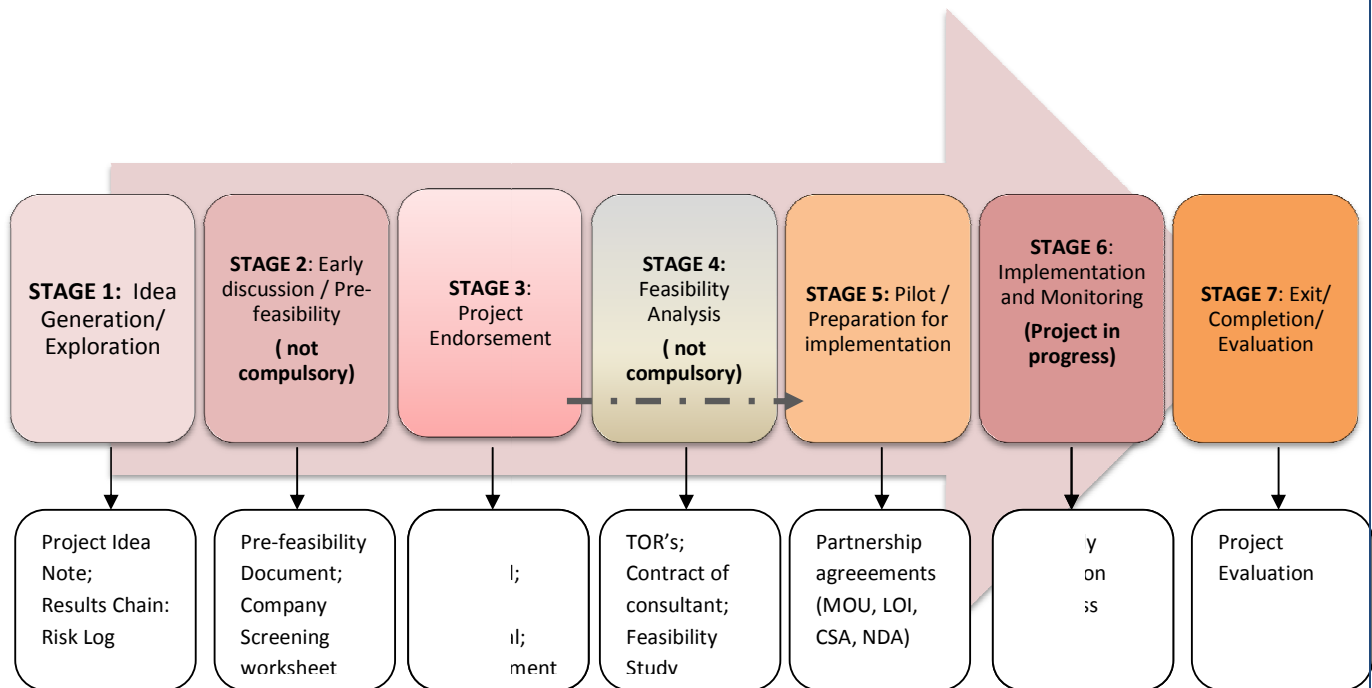 STAGE 1: Idea
Generation/
Exploration
STAGE 2: Early
discussion / Pre-
feasibility
( not
compulsory)
STAGE 3:
Project
Endorsement
STAGE 4:
Feasibility
Analysis
( not
compulsory)
STAGE 5: Pilot /
Preparation for
implementation
STAGE 6:
Implementation
and Monitoring
(Project in
progress)
STAGE 7: Exit/
Completion/
Evaluation
Project Idea
Note;
Results Chain:
Risk Log
Pre-feasibility
Document;
Company
Screening
worksheet
TOR's;
Contract of
consultant;
Feasibility
Study
Partnership
agreeements
(MOU, LOI,
CSA, NDA)
Project
Evaluation